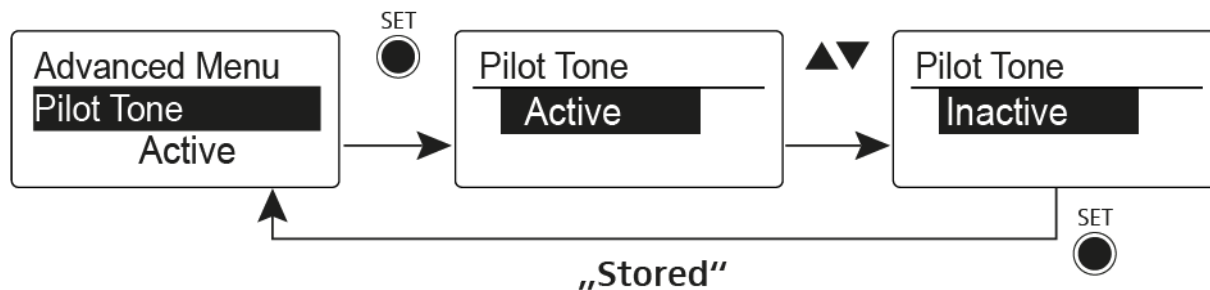 Advanced Menu
Pilot Tone
Active
SET
Pilot Tone
Active
Pilot Tone
Inactive
SET
„Stored“